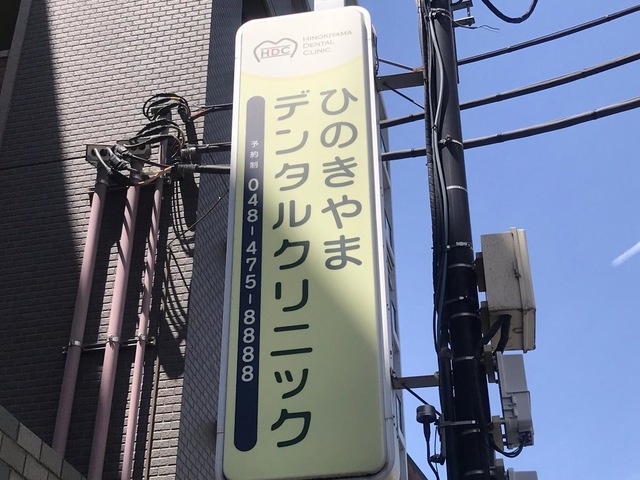 HDC
HINOKIYAMA
DENTAL
CLINIC
ひのきやま
デンタルクリニック
予約制 048-475-8888